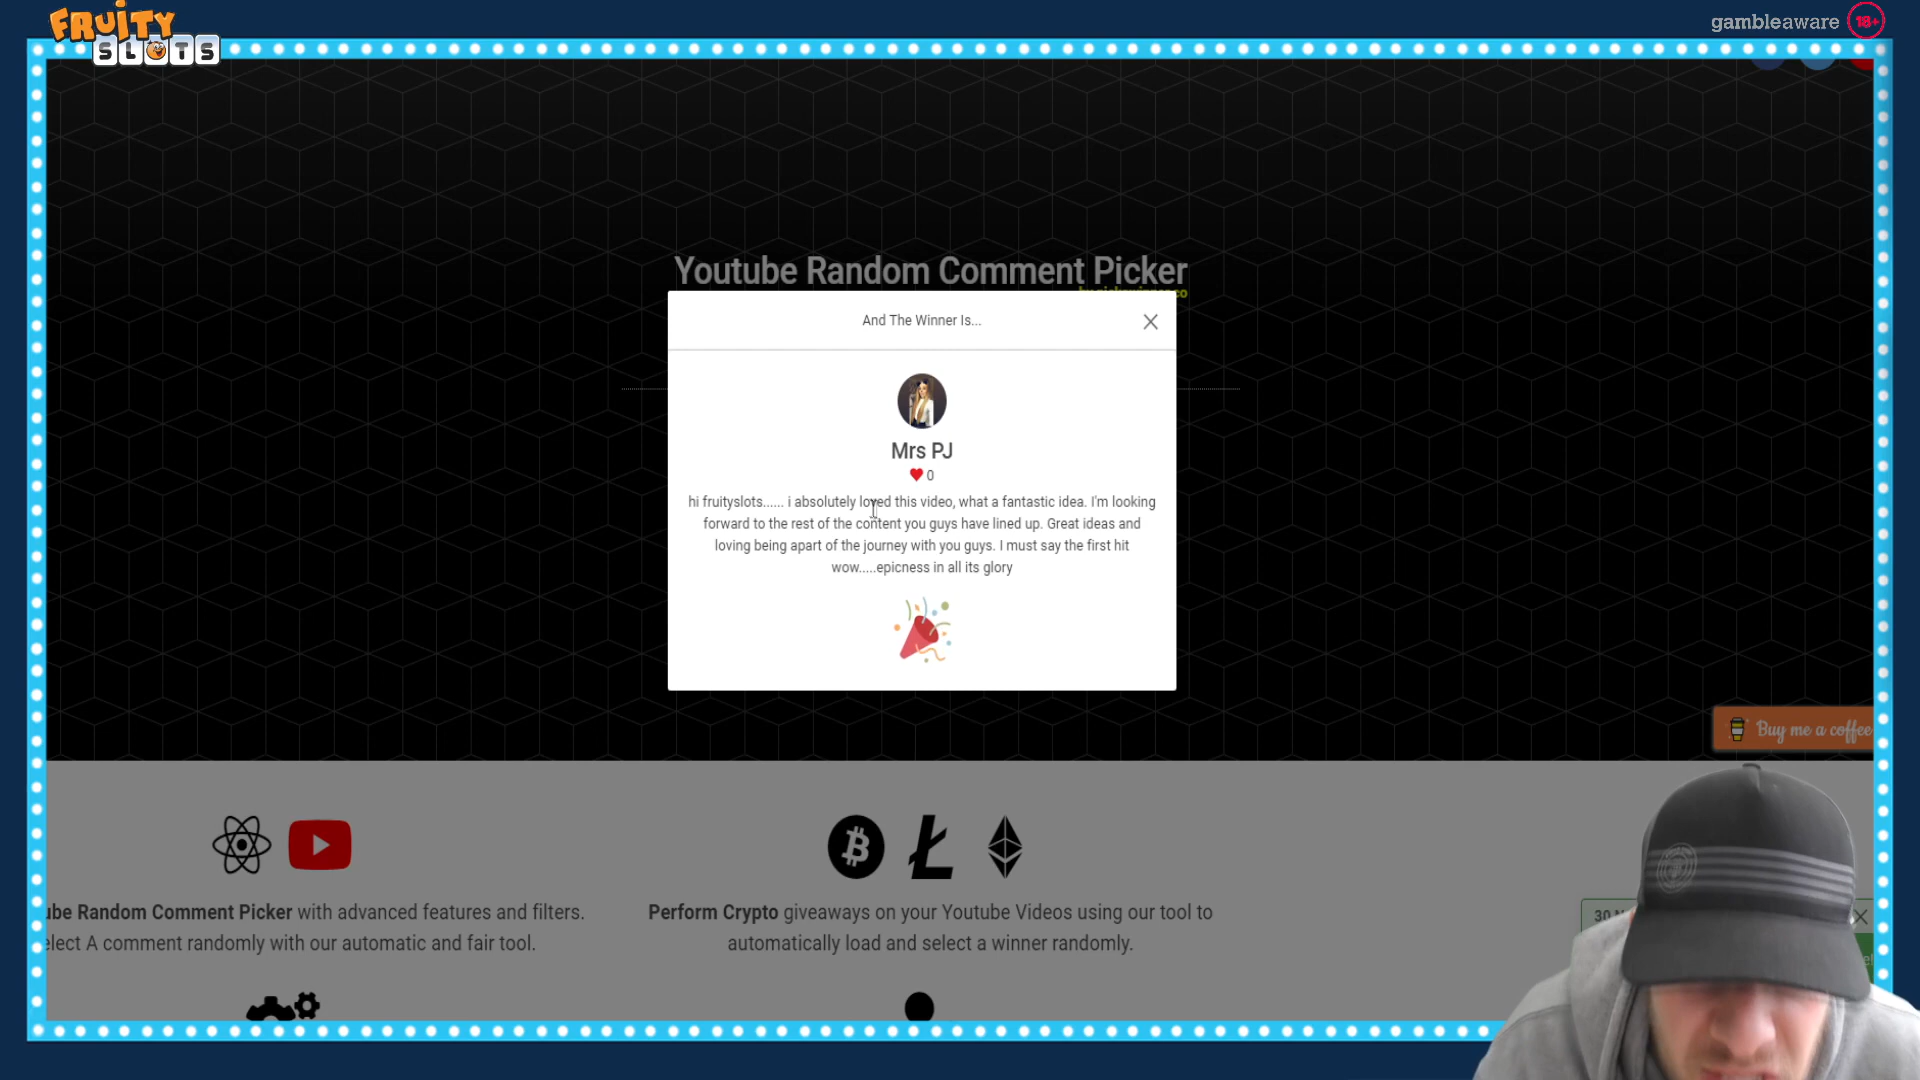 FRUiTY
SLOTS
gambleaware 18+
Youtube Random Comment Picker
And The Winner Is...
Mrs PJ
0
hi fruityslots...... i absolutely loved this video, what a fantastic idea. I'm looking
forward to the rest of the content you guys have lined up. Great ideas and
loving being apart of the journey with you guys. I must say the first hit
wow.....epicness in all its glory
Buy me a coffee
ube Random Comment Picker with advanced features and filters.
elect A comment randomly with our automatic and fair tool.
Perform Crypto giveaways on your Youtube Videos using our tool to
automatically load and select a winner randomly.
30